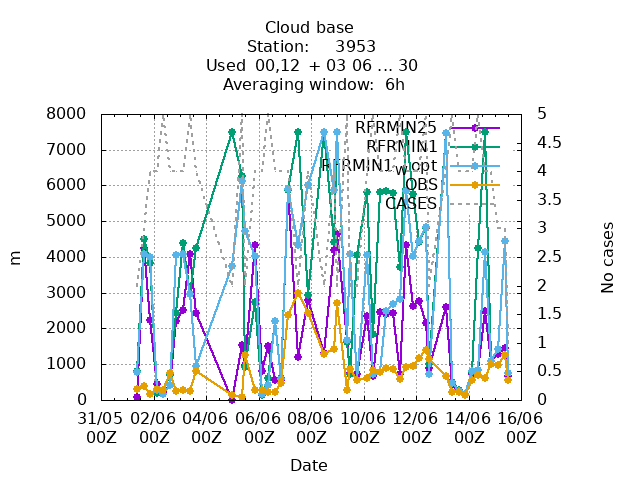 Cloud base
Station: 3953
Used 00,12 + 03 06 ... 30
Averaging window: 6h
8000
7000
6000
5000
4000
3000
2000
1000
0
m
5
4.5
4
3.5
3
2.5
2
1.5
1
0.5
0
No cases
RFRMIN25
RFRMIN1
RFRMIN1_w_opt
OBS
CASES
31/05 02/06 04/06 06/06 08/06 10/06 12/06 14/06 16/06
00Z 00Z 00Z 00Z 00Z 00Z 00Z 00Z 00Z
Date